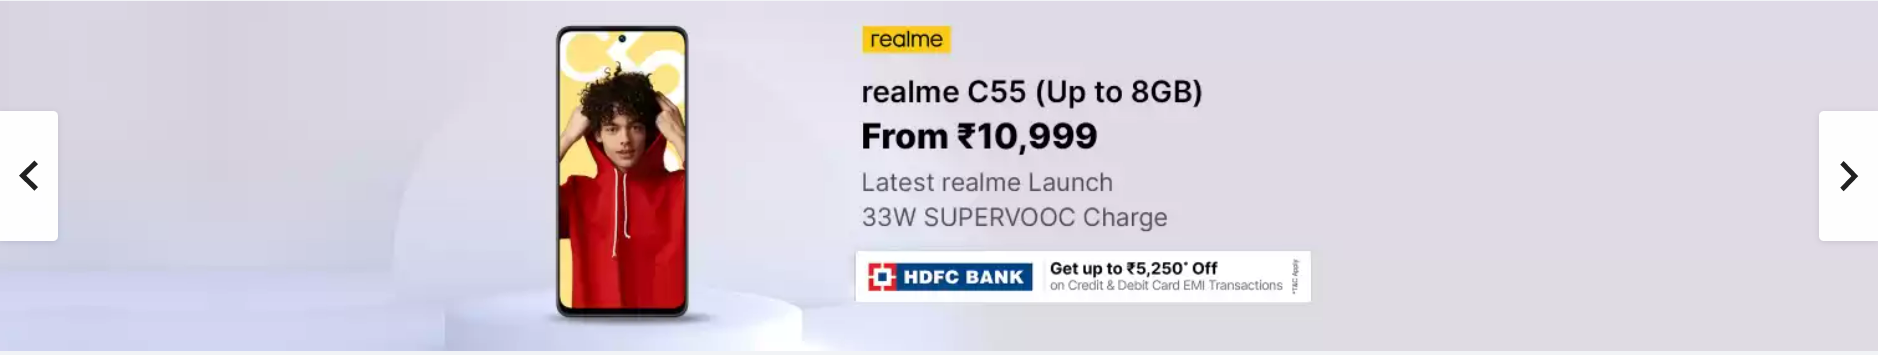 realme
realme C55 (Up to 8GB)
From ₹10,999
Latest realme Launch
33W SUPERVOOC Charge
HDFC BANK
Get up to ₹5,250* Off
on Credit & Debit Card EMI Transactions
*T&C Apply